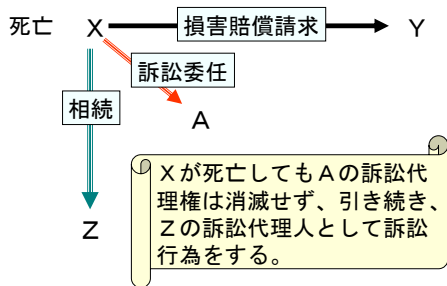 死亡 X 損害賠償請求 Y
訴訟委任
相続
A
Xが死亡してもAの訴訟代
理権は消滅せず、引き続き、
Zの訴訟代理人として訴訟
行為をする。
Z